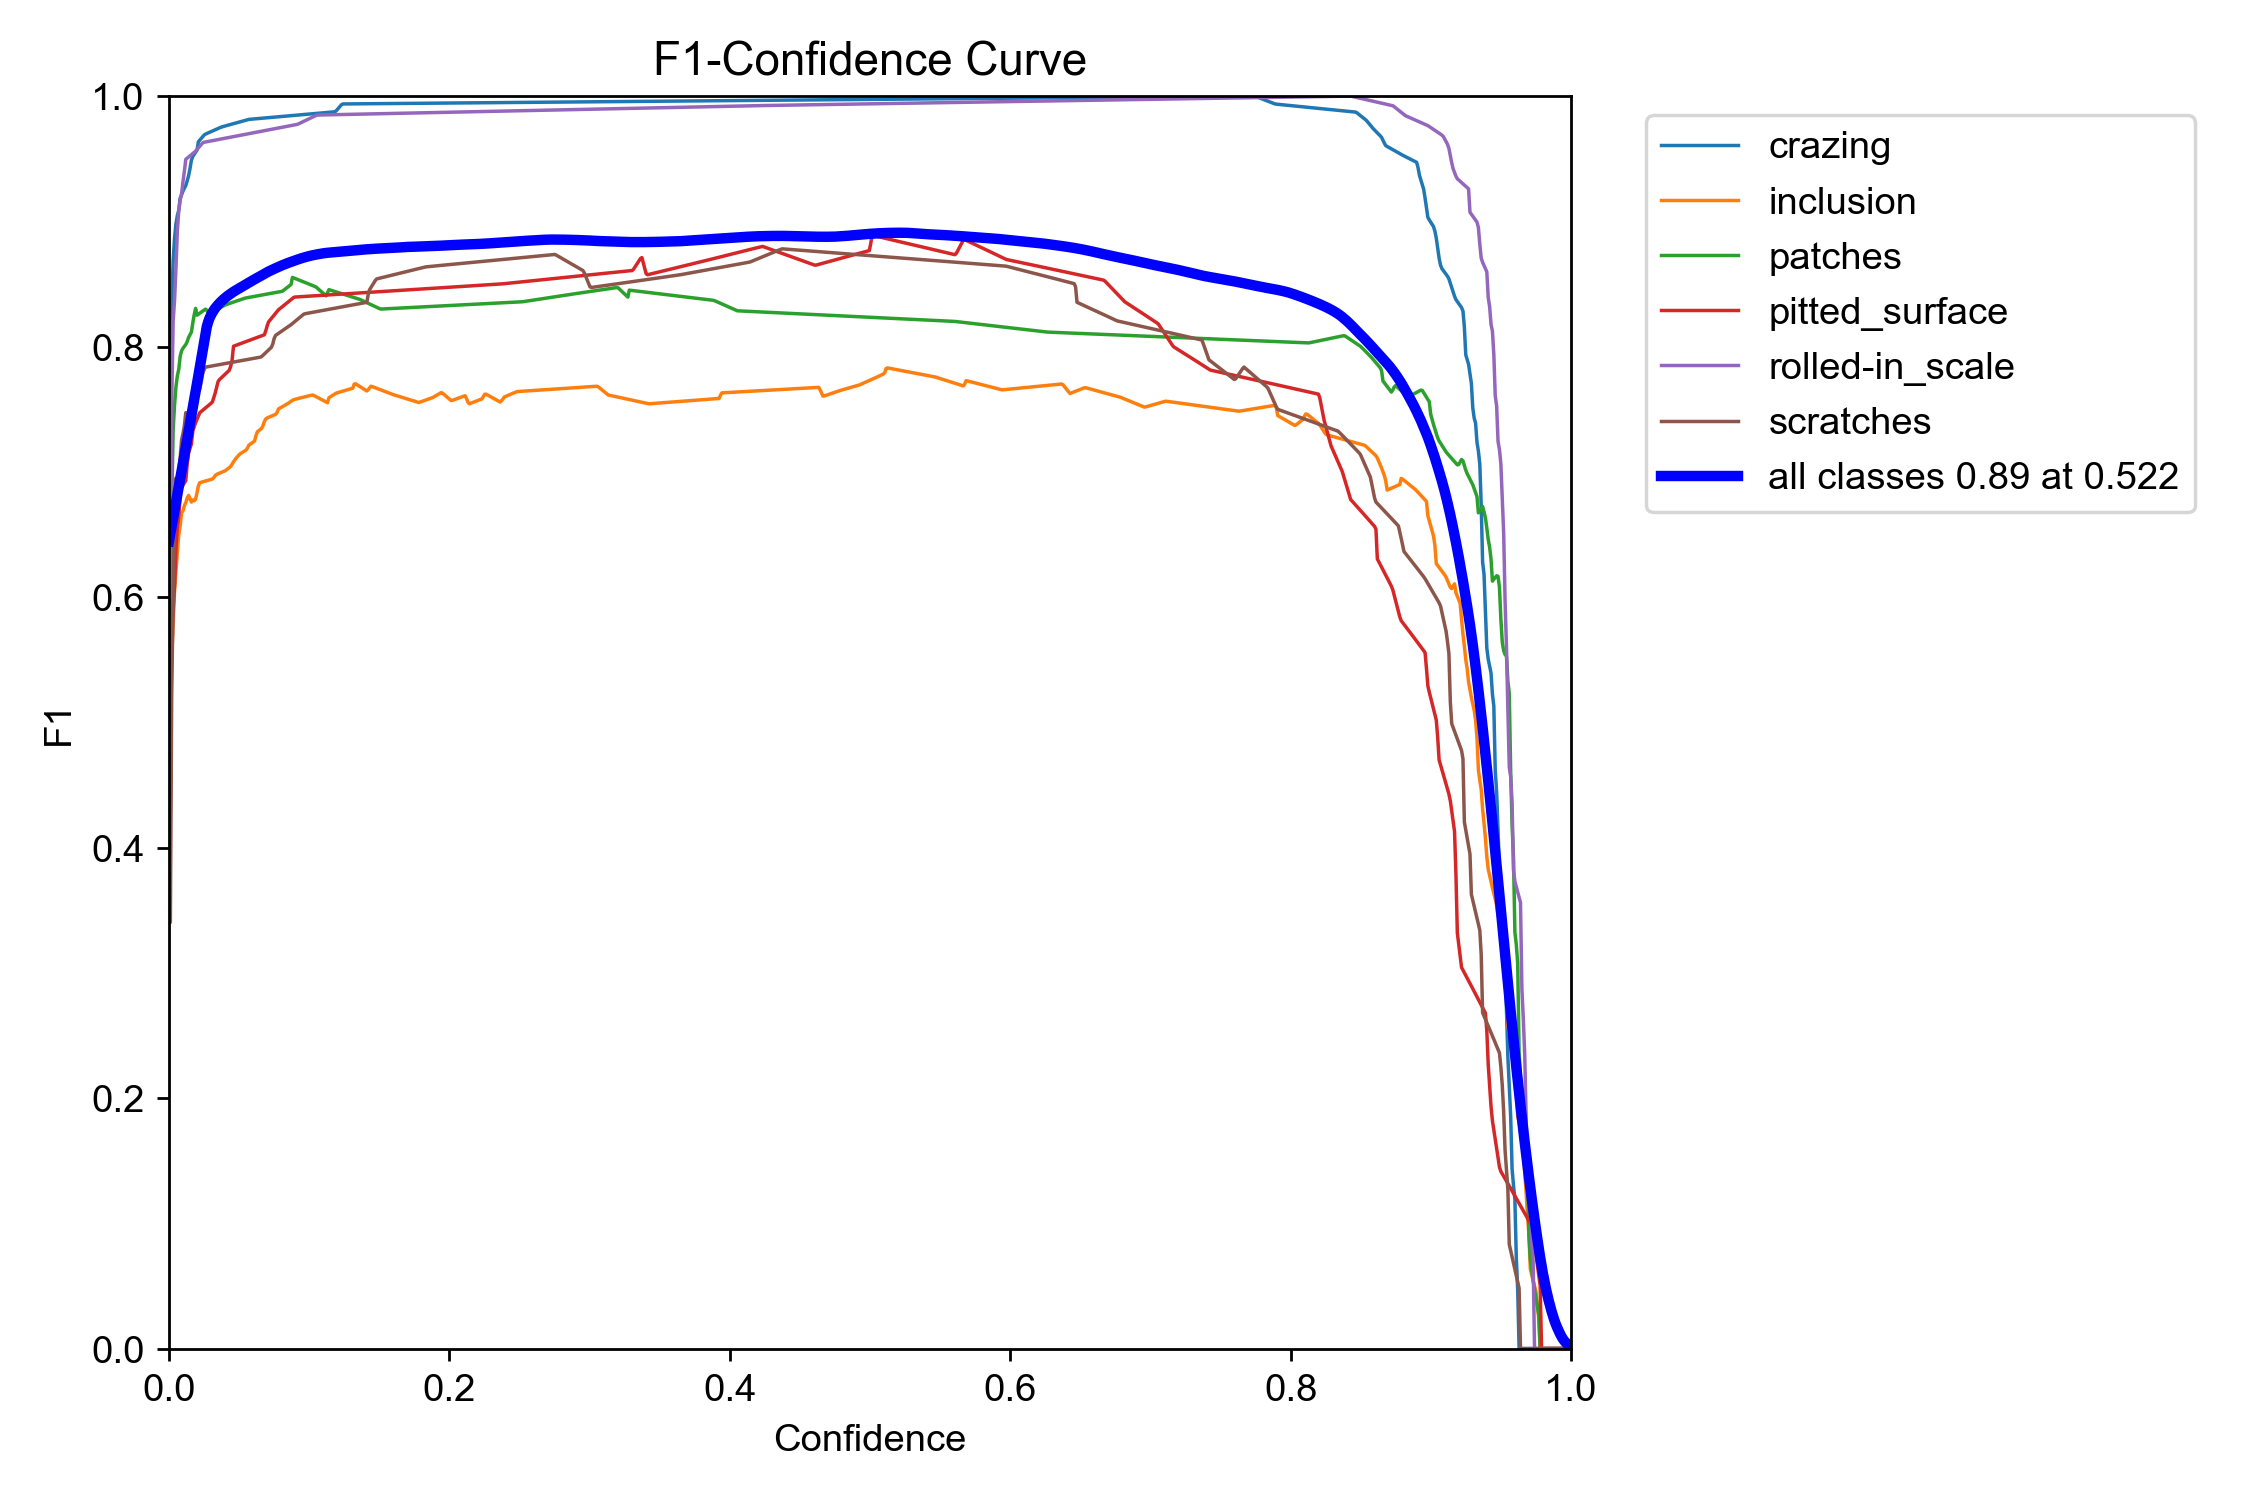 F1-Confidence Curve
1.0
0.8
0.6
0.4
0.2
0.0
F1
0.0 0.2 0.4 0.6 0.8 1.0
Confidence
crazing
inclusion
patches
pitted_surface
rolled-in_scale
scratches
all classes 0.89 at 0.522